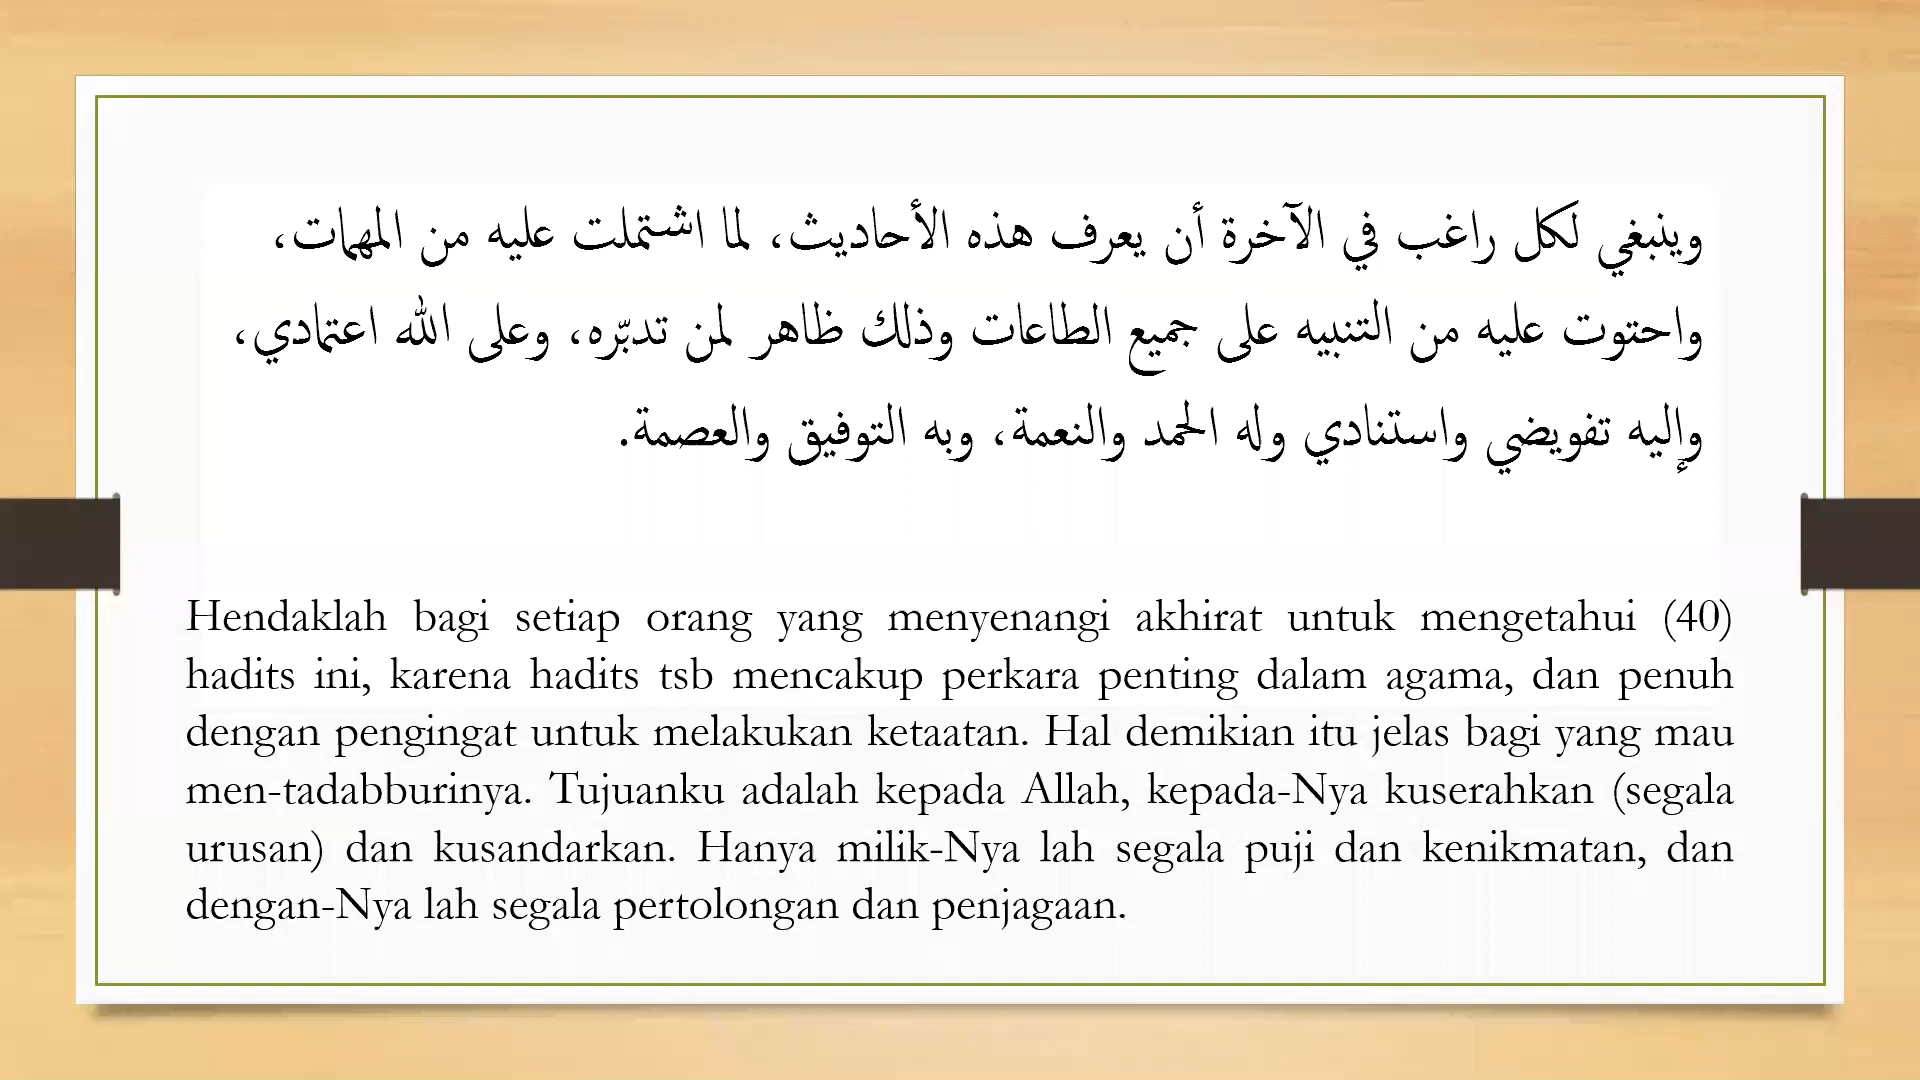 وينبغي لكل راغب في الآخرة أن يعرف هذه الأحاديث، لما اشتملت عليه من المهمات،
واحتوت عليه من التنبيه على جميع الطاعات وذلك ظاهر لمن تدبّره، وعلى الله اعتمادي،
وإليه تفويضي واستنادي وله الحمد والنعمة، وبه التوفيق والعصمة.
Hendaklah bagi setiap orang yang menyenangi akhirat untuk mengetahui (40)
hadits ini, karena hadits tsb mencakup perkara penting dalam agama, dan penuh
dengan pengingat untuk melakukan ketaatan. Hal demikian itu jelas bagi yang mau
men-tadabburinya. Tujuanku adalah kepada Allah, kepada-Nya kuserahkan (segala
urusan) dan kusandarkan. Hanya milik-Nya lah segala puji dan kenikmatan, dan
dengan-Nya lah segala pertolongan dan penjagaan.